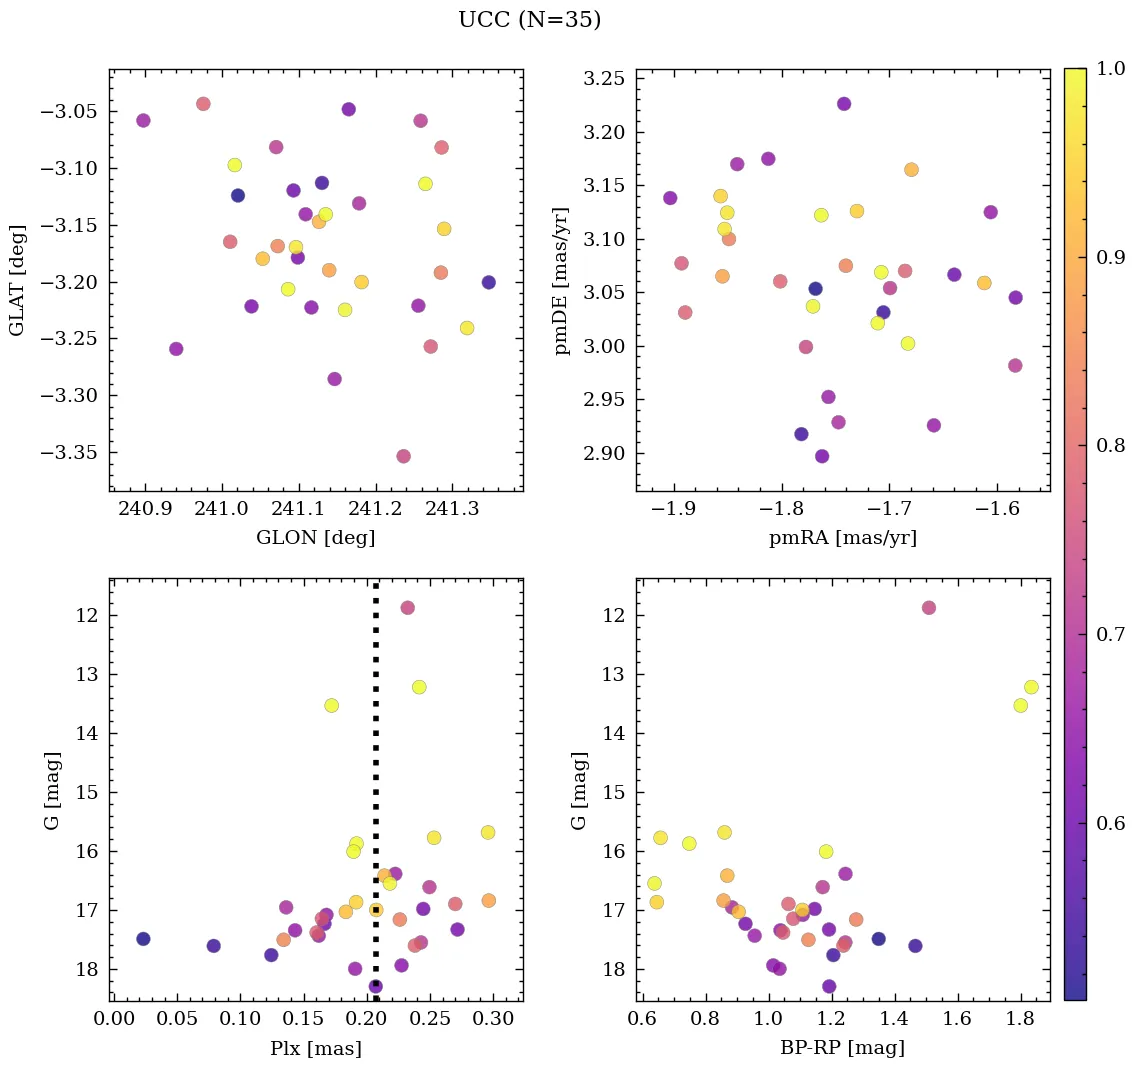 UCC (N=35)
−3.05
−3.10
−3.15
−3.20
−3.25
−3.30
−3.35
GLAT [deg]
240.9 241.0 241.1 241.2 241.3
GLON [deg]
3.25
3.20
3.15
3.10
3.05
3.00
2.95
2.90
pmDE [mas/yr]
−1.9 −1.8 −1.7 −1.6
pmRA [mas/yr]
12
13
14
15
16
17
18
G [mag]
0.00 0.05 0.10 0.15 0.20 0.25 0.30
Plx [mas]
12
13
14
15
16
17
18
G [mag]
0.6 0.8 1.0 1.2 1.4 1.6 1.8
BP-RP [mag]
1.0
0.9
0.8
0.7
0.6